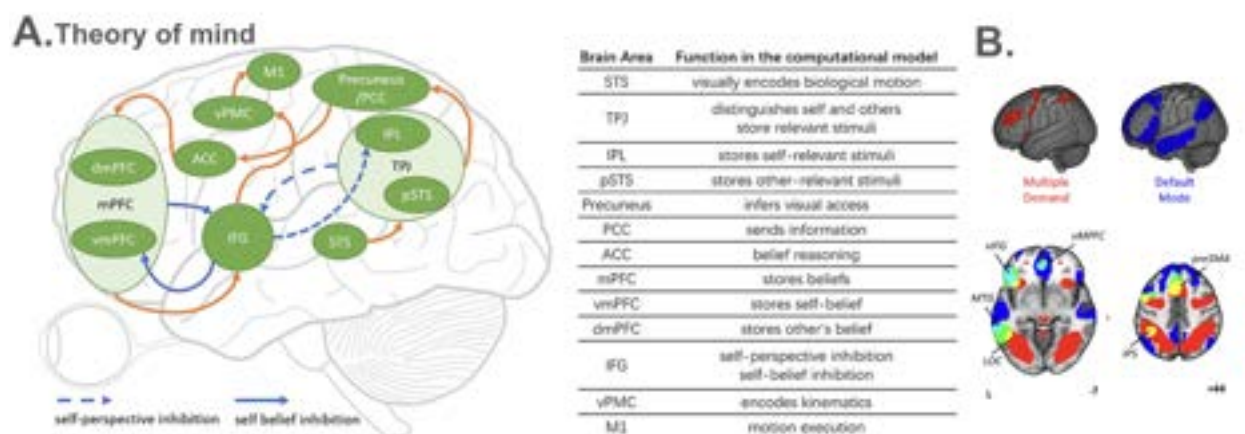 A. Theory of mind
M1
Precuneus
/PCC
vPMC
IPL
ACC
TPJ
dmPFC
pSTS
mPFC
vmPFC
IFG
STS
self-perspective inhibition
self belief inhibition
Brain Area Function in the computational model
STS visually encodes biological motion
TPJ distinguishes self and others
store relevant stimuli
IPL stores self-relevant stimuli
pSTS stores other-relevant stimuli
Precuneus infers visual access
PCC sends information
ACC belief reasoning
mPFC stores beliefs
vmPFC stores self-belief
dmPFC stores other's belief
IFG self-perspective inhibition
self-belief inhibition
vPMC encodes kinematics
M1 motion execution
B.
Multiple
Demand
Default
Mode
vMPFC
preSMA
MTG
LOC
IPS